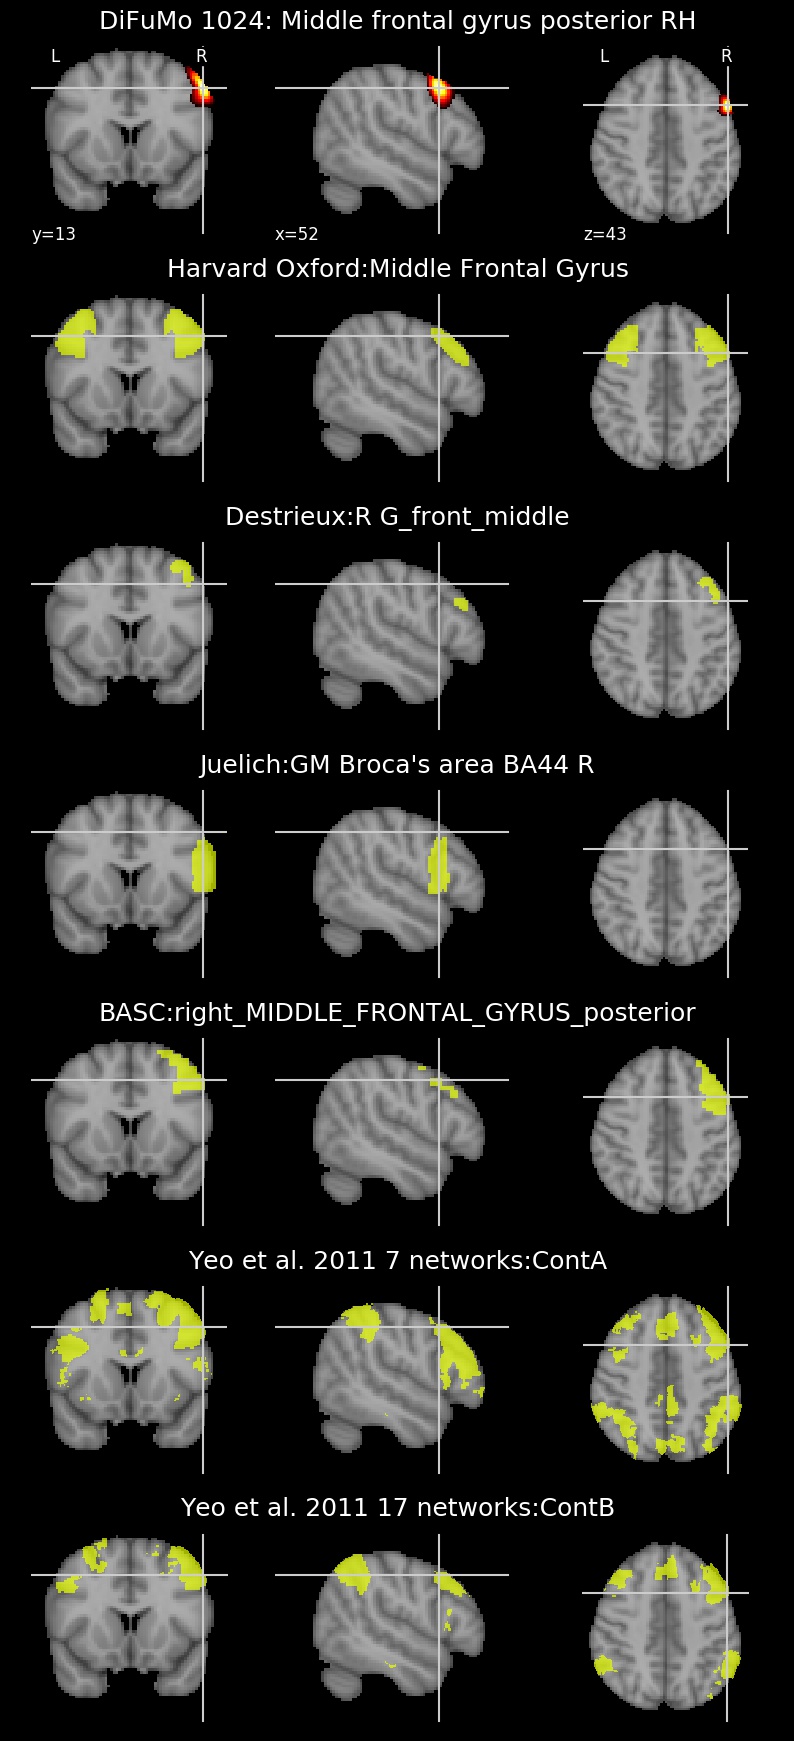 DiFuMo 1024: Middle frontal gyrus posterior RH
L R L R
y=13 x=52 z=43
Harvard Oxford:Middle Frontal Gyrus
Destrieux:R G_front_middle
Juelich:GM Broca's area BA44 R
BASC:right_MIDDLE_FRONTAL_GYRUS_posterior
Yeo et al. 2011 7 networks:ContA
Yeo et al. 2011 17 networks:ContB